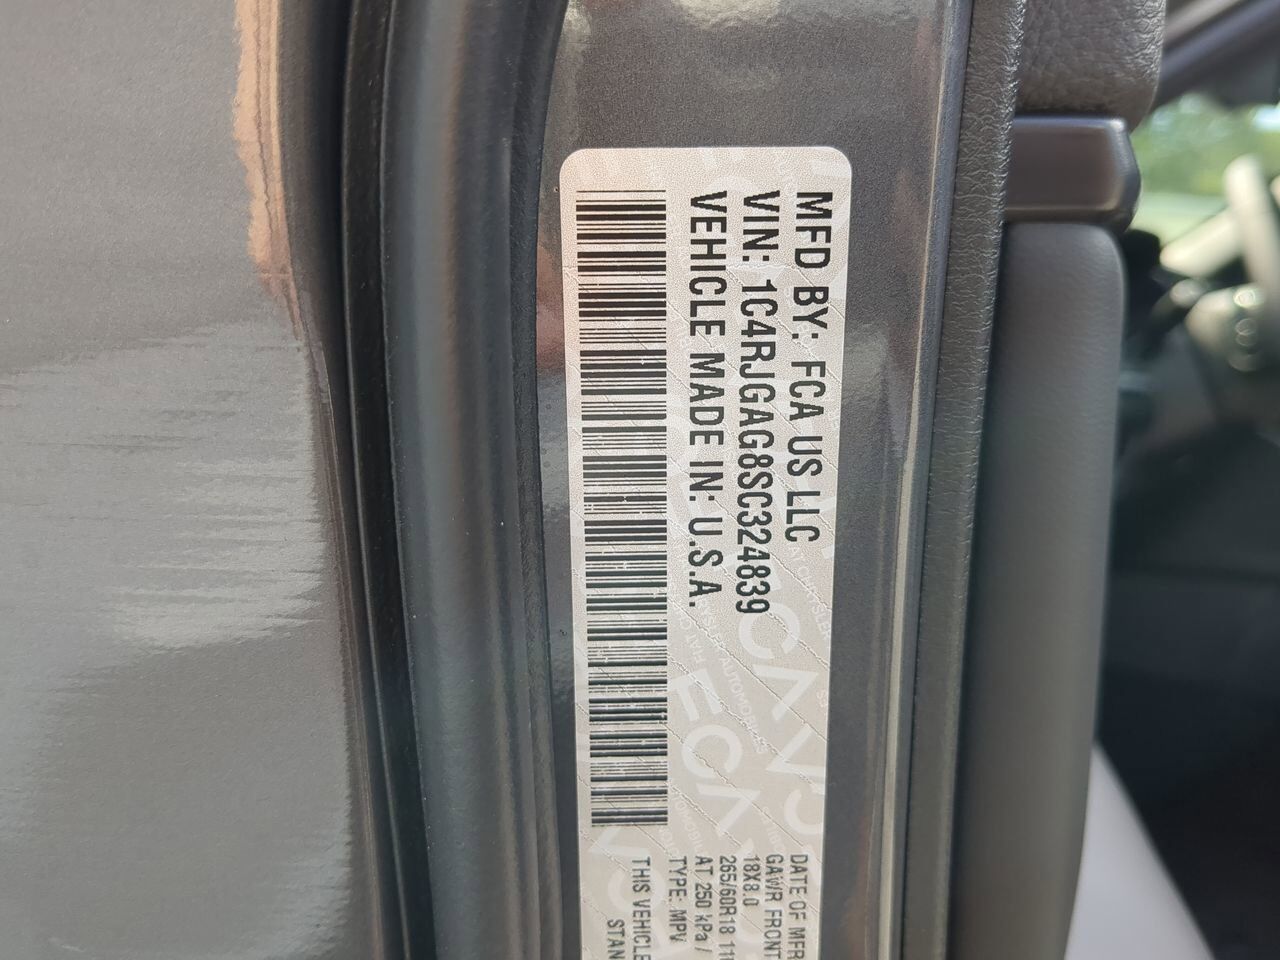 MFD BY: FCA US LLC
VIN: 1C4RJGAG8SC324839
VEHICLE MADE IN: U.S.A.
DATE OF MFR
GAWR FRONT
18X8.0
265/60R18
AT 250 kPa /
TYPE: MPV
THIS VEHICLE
STAN